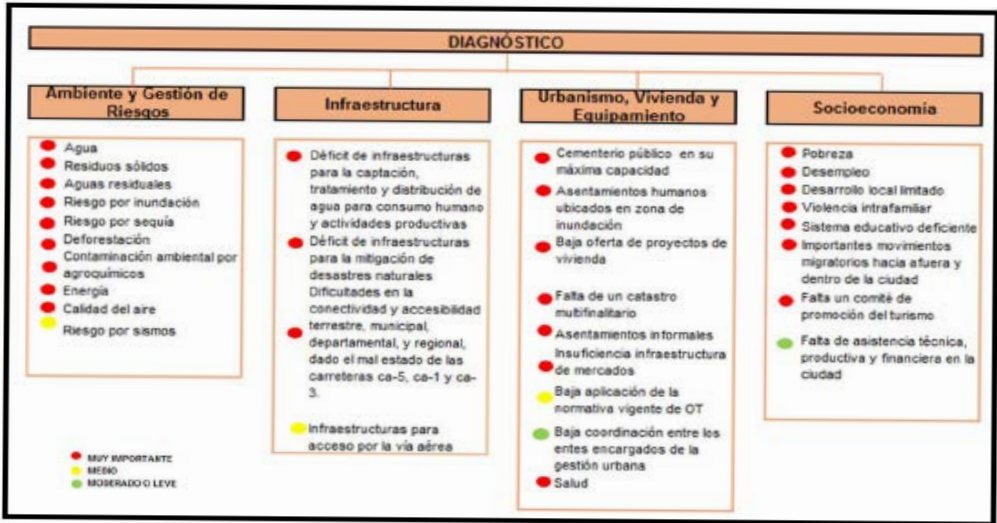 DIAGNÓSTICO
Ambiente y Gestión de
Riesgos
Agua
Residuos sólidos
Aguas residuales
Riesgo por inundación
Riesgo por sequía
Deforestación
Contaminación ambiental por
agroquímicos
Energía
Calidad del aire
Riesgo por sismos
Infraestructura
Déficit de infraestructuras
para la captación,
tratamiento y distribución de
agua para consumo humano
y actividades productivas
Déficit de infraestructuras
para la mitigación de
desastres naturales
Dificultades en la
conectividad y accesibilidad
terrestre, municipal,
departamental, y regional,
dado el mal estado de las
carreteras ca-5, ca-1 y ca-
3.
Infraestructuras para
acceso por la vía aérea
Urbanismo, Vivienda y
Equipamiento
Cementerio público en su
máxima capacidad
Asentamientos humanos
ubicados en zona de
inundación
Baja oferta de proyectos de
vivienda
Falta de un catastro
multifinalitario
Asentamientos informales
Insuficiencia infraestructura
de mercados
Baja aplicación de la
normativa vigente de OT
Baja coordinación entre los
entes encargados de la
gestión urbana
Salud
Socioeconomía
Pobreza
Desempleo
Desarrollo local limitado
Violencia intrafamiliar
Sistema educativo deficiente
Importantes movimientos
migratorios hacia afuera y
dentro de la ciudad
Falta un comité de
promoción del turismo
Falta de asistencia técnica,
productiva y financiera en la
ciudad
MUY IMPORTANTE
MEDIO
MODERADO O LEVE